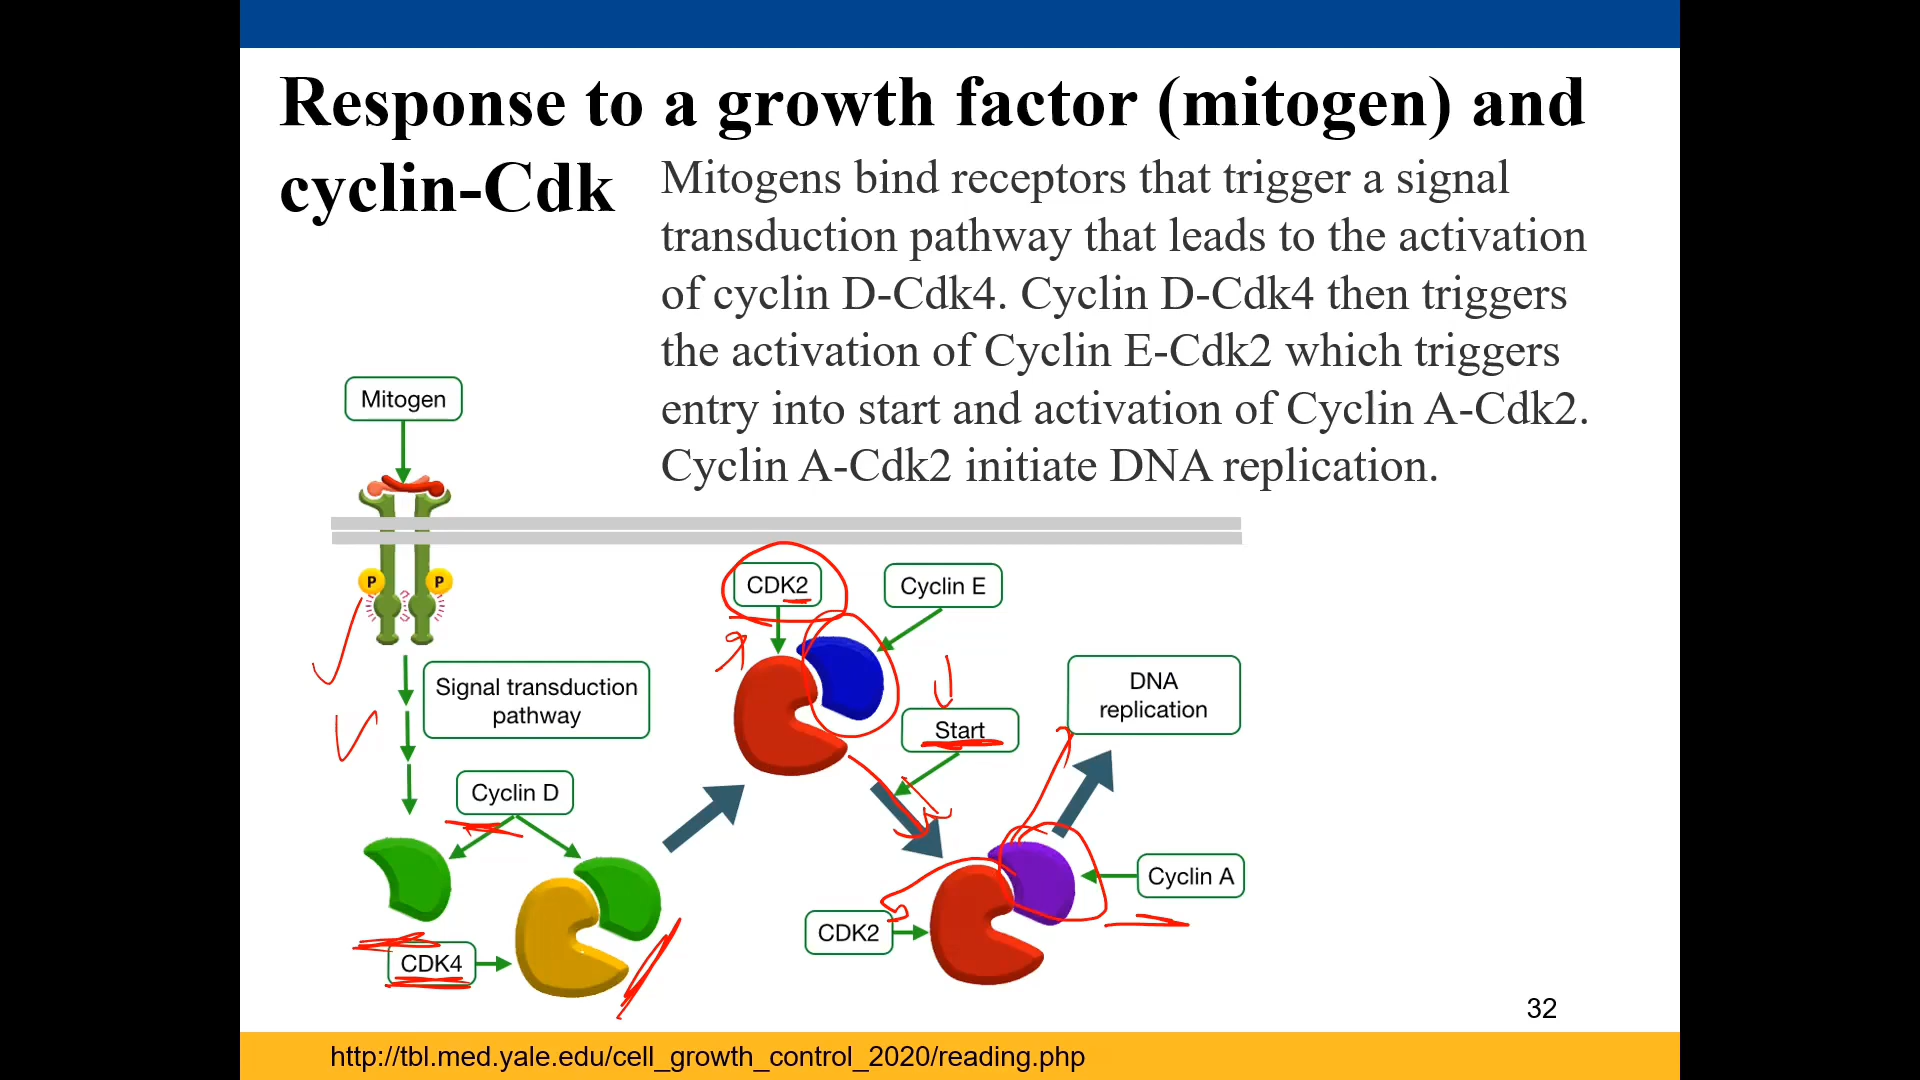 Response to a growth factor (mitogen) and
cyclin-Cdk
Mitogens bind receptors that trigger a signal
transduction pathway that leads to the activation
of cyclin D-Cdk4. Cyclin D-Cdk4 then triggers
the activation of Cyclin E-Cdk2 which triggers
entry into start and activation of Cyclin A-Cdk2.
Cyclin A-Cdk2 initiate DNA replication.
Mitogen
P
P
CDK2
Cyclin E
Signal transduction
pathway
Start
DNA
replication
Cyclin D
Cyclin A
CDK2
CDK4
32
http://tbl.med.yale.edu/cell_growth_control_2020/reading.php